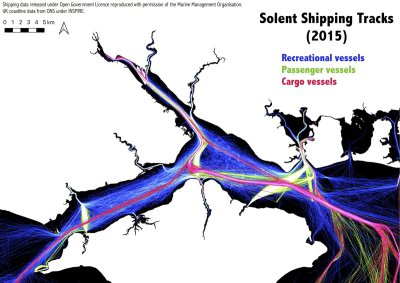 Shipping data released under Open Government Licence reproduced with permission of the Marine Management Organisation.
UK coastline data from ONS under INSPIRE.
0 1 2 3 4 5km
Solent Shipping Tracks
(2015)
Recreational vessels
Passenger vessels
Cargo vessels